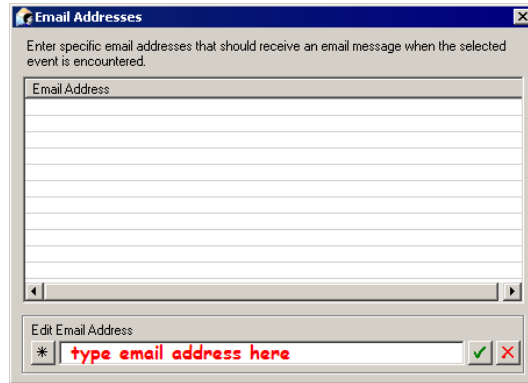 Email Addresses
Enter specific email addresses that should receive an email message when the selected
event is encountered.
Email Address
Edit Email Address
* type email address here